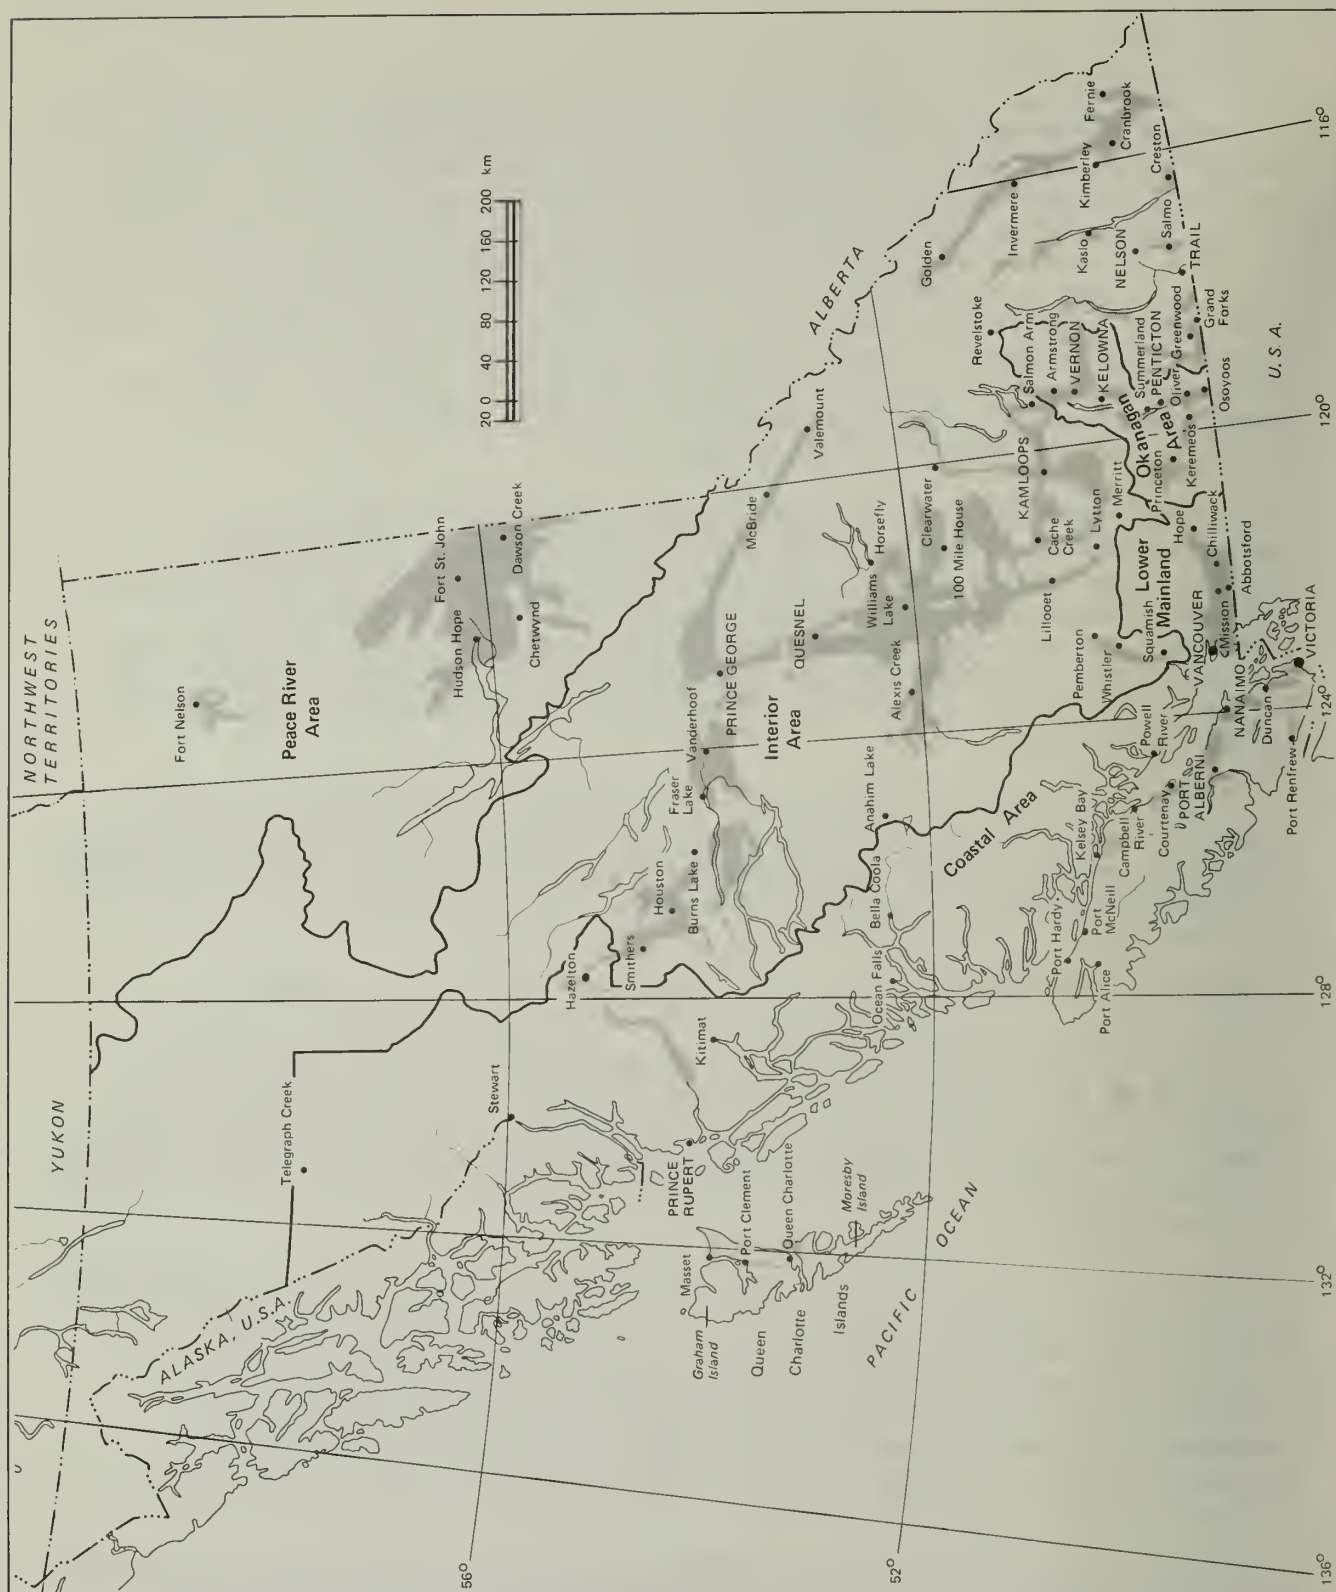 NORTHWEST
TERRITORIES
YUKON
ALASKA, U.S.A.
ALBERTA
U.S.A.
PACIFIC
OCEAN
Peace River
Area
Interior
Area
Coastal Area
Lower
Mainland
Okanagan
Area
20 0 40 80 120 160 200 km
Fort Nelson
Fort St. John
Hudson Hope
Dawson Creek
Chetwynd
Telegraph Creek
Stewart
Hazelton
Smithers
Houston
Burns Lake
Fraser
Lake
Vanderhoof
PRINCE GEORGE
McBride
Valemount
Kitimat
PRINCE
RUPERT
Masset
Port Clement
Queen Charlotte
Graham
Island
Moresby
Island
Queen
Charlotte
Islands
QUESNEL
Horsefly
Williams
Lake
Alexis Creek
Anahim Lake
Bella Coola
Ocean Falls
Clearwater
100 Mile House
KAMLOOPS
Cache
Creek
Lytton
Lillooet
Merritt
Princeton
Pemberton
Whistler
Squamish
Hope
Chilliwack
Abbotsford
Mission
VANCOUVER
Powell
River
Kelsey Bay
Campbell
River
Courtenay
PORT
ALBERNI
Port Hardy
Port
McNeill
Port Alice
NANAIMO
Duncan
VICTORIA
Port Renfrew
Revelstoke
Salmon Arm
Armstrong
VERNON
KELOWNA
Summerland
PENTICTON
Oliver
Keremeos
Osoyoos
Greenwood
Grand
Forks
Golden
Invermere
Kaslo
NELSON
Salmo
TRAIL
Kimberley
Creston
Cranbrook
Fernie
56°
52°
136°
132°
128°
124°
120°
116°